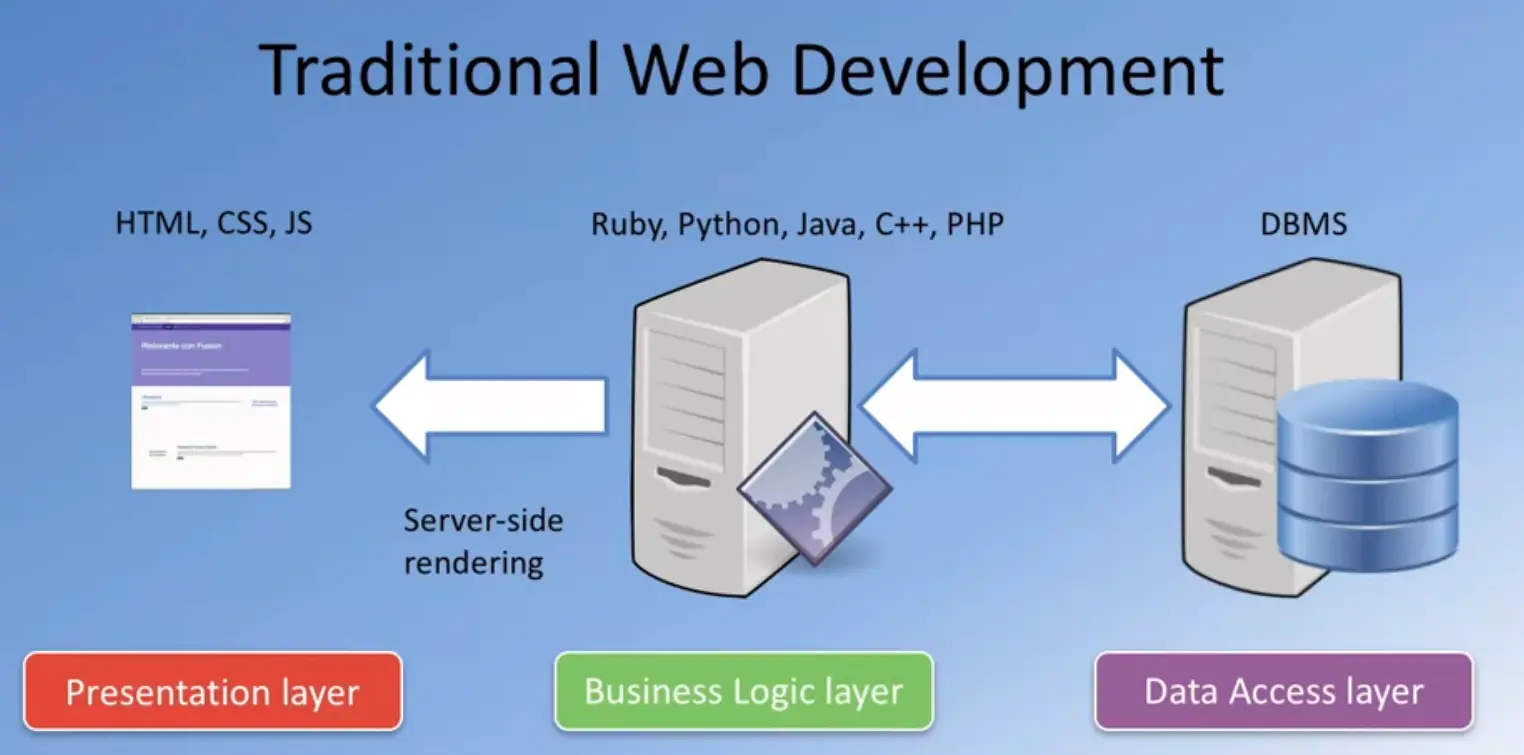 Traditional Web Development
HTML, CSS, JS
Ruby, Python, Java, C++, PHP
DBMS
Ristorante con Fusion
Server-side
rendering
Presentation layer
Business Logic layer
Data Access layer